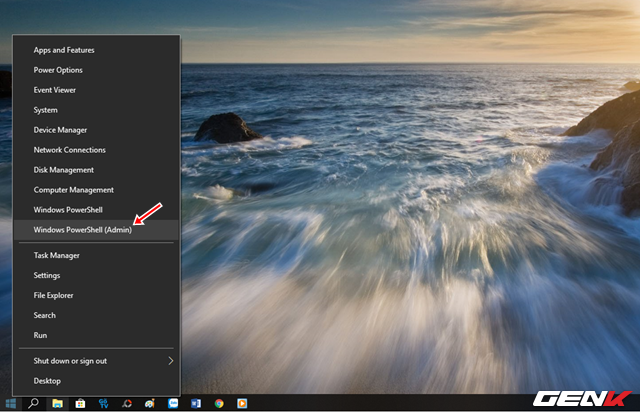 Apps and Features
Power Options
Event Viewer
System
Device Manager
Network Connections
Disk Management
Computer Management
Windows PowerShell
Windows PowerShell (Admin)
Task Manager
Settings
File Explorer
Search
Run
Shut down or sign out
Desktop
GENK